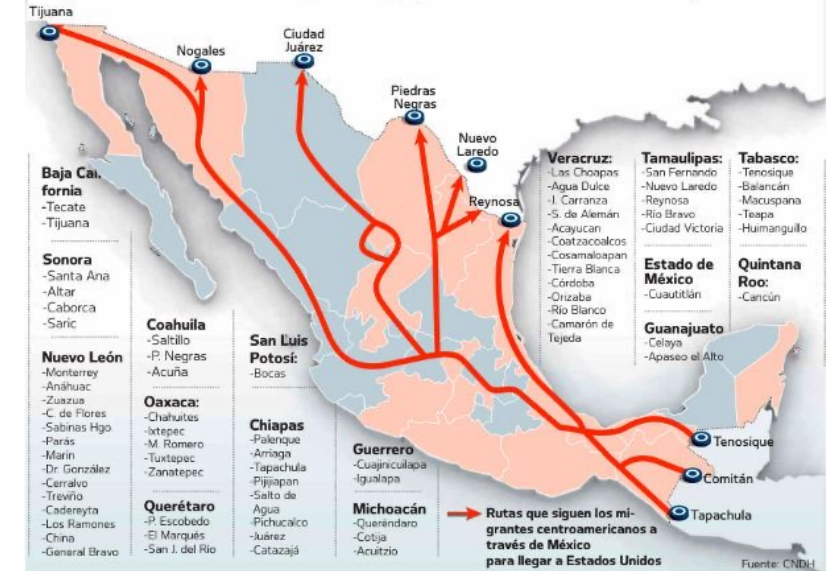 Tijuana
Nogales
Ciudad
Juárez
Piedras
Negras
Nuevo
Laredo
Reynosa
Baja Cal
fornia
-Tecate
-Tijuana
Sonora
-Santa Ana
-Altar
-Caborca
-Saric
Nuevo León
-Monterrey
-Anáhuac
-Zuazua
-C. de Flores
-Sabinas Hgo.
-Parás
-Marín
-Dr. González
-Cerralvo
-Treviño
-Cadereyta
-Los Ramones
-China
-General Bravo
Coahuila
-Saltillo
-P. Negras
-Acuña
Oaxaca:
-Chahuites
-Ixtepec
-M. Romero
-Tuxtepec
-Zanatepec
Querétaro
-P. Escobedo
-El Marqués
-San J. del Río
San Luis
Potosí:
-Bocas
Chiapas
-Palenque
-Arriaga
-Tapachula
-Pijijiapan
-Salto de
Agua
-Pichucalco
-Juárez
-Catazajá
Guerrero
-Cuajinicuilapa
-Igualapa
Michoacán
-Queréndaro
-Cotija
-Acuitzio
Veracruz:
-Las Choapas
-Agua Dulce
-J. Carranza
-S. de Alemán
-Acayucan
-Coatzacoalcos
-Cosamaloapan
-Tierra Blanca
-Córdoba
-Orizaba
-Río Blanco
-Camarón de
Tejeda
Tamaulipas:
-San Fernando
-Nuevo Laredo
-Reynosa
-Río Bravo
-Ciudad Victoria
Estado de
México
-Cuautitlán
Guanajuato
-Celaya
-Apaseo el Alto
Tabasco:
-Tenosique
-Balancán
-Macuspana
-Teapa
-Huimanguillo
Quintana
Roo:
-Cancún
Tenosique
Comitán
Tapachula
Rutas que siguen los mi-
grantes centroamericanos a
través de México
para llegar a Estados Unidos
Fuente: CNDH